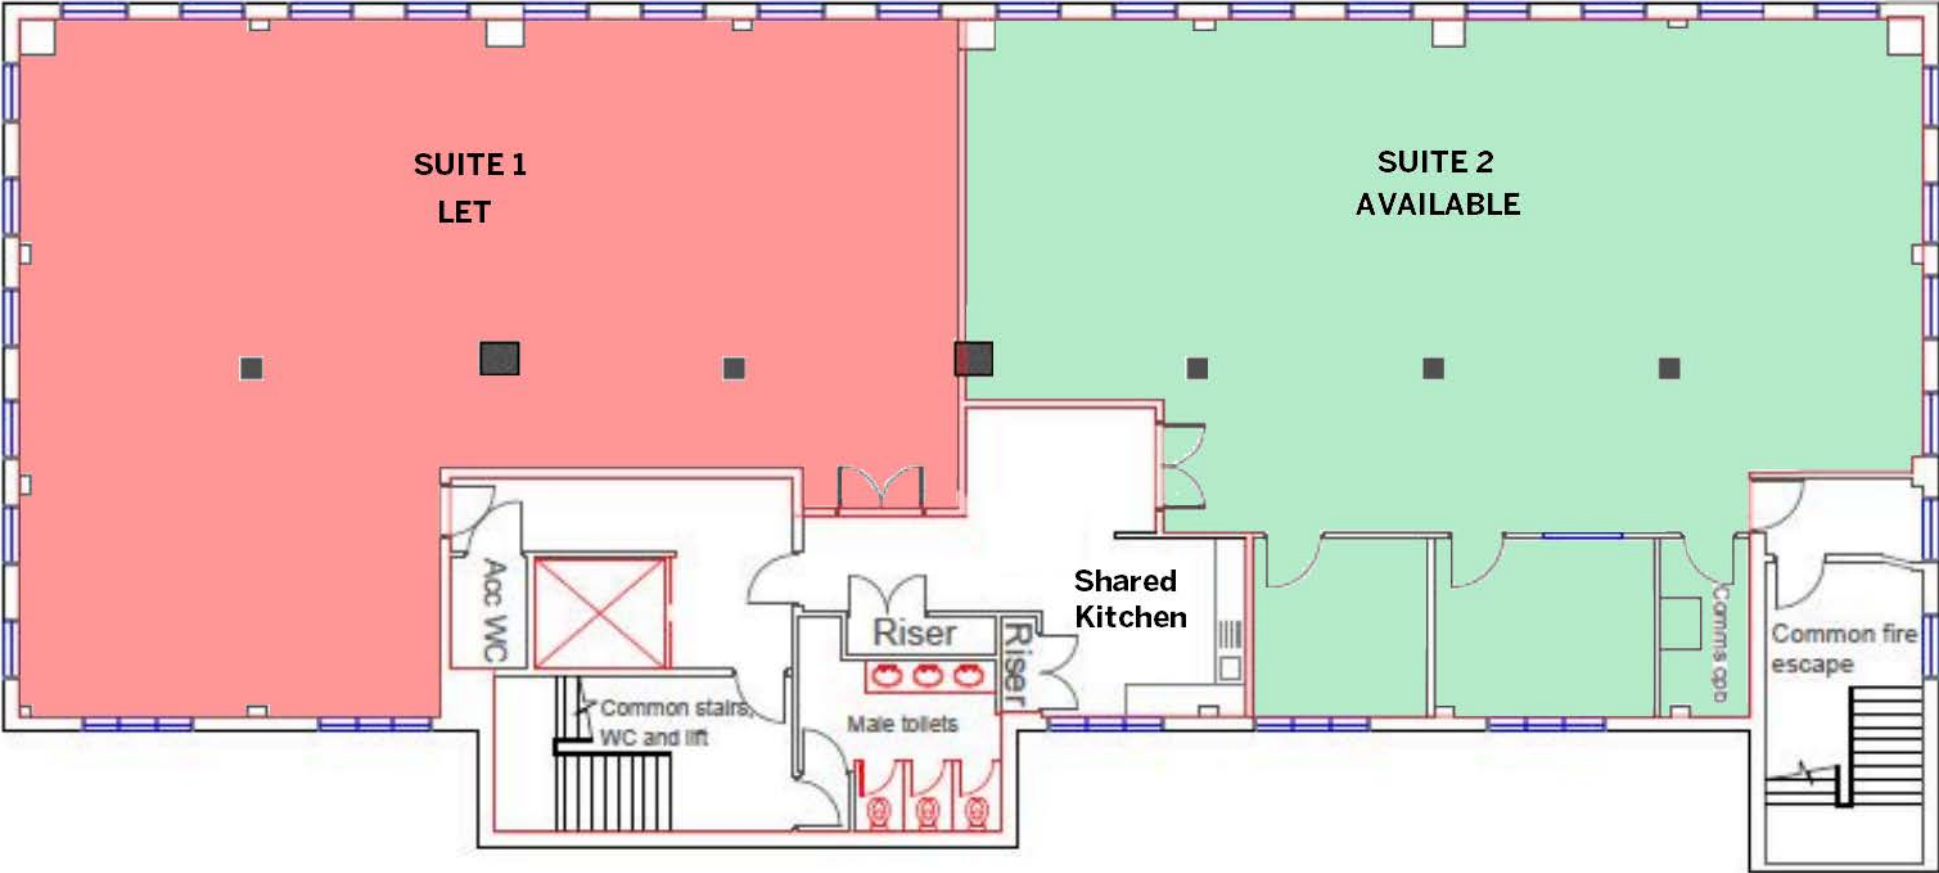 SUITE 1
LET
SUITE 2
AVAILABLE
Acc WC
Riser
Riser
Shared
Kitchen
Common stairs,
WC and lift
Male toilets
Comms cpb
Common fire
escape